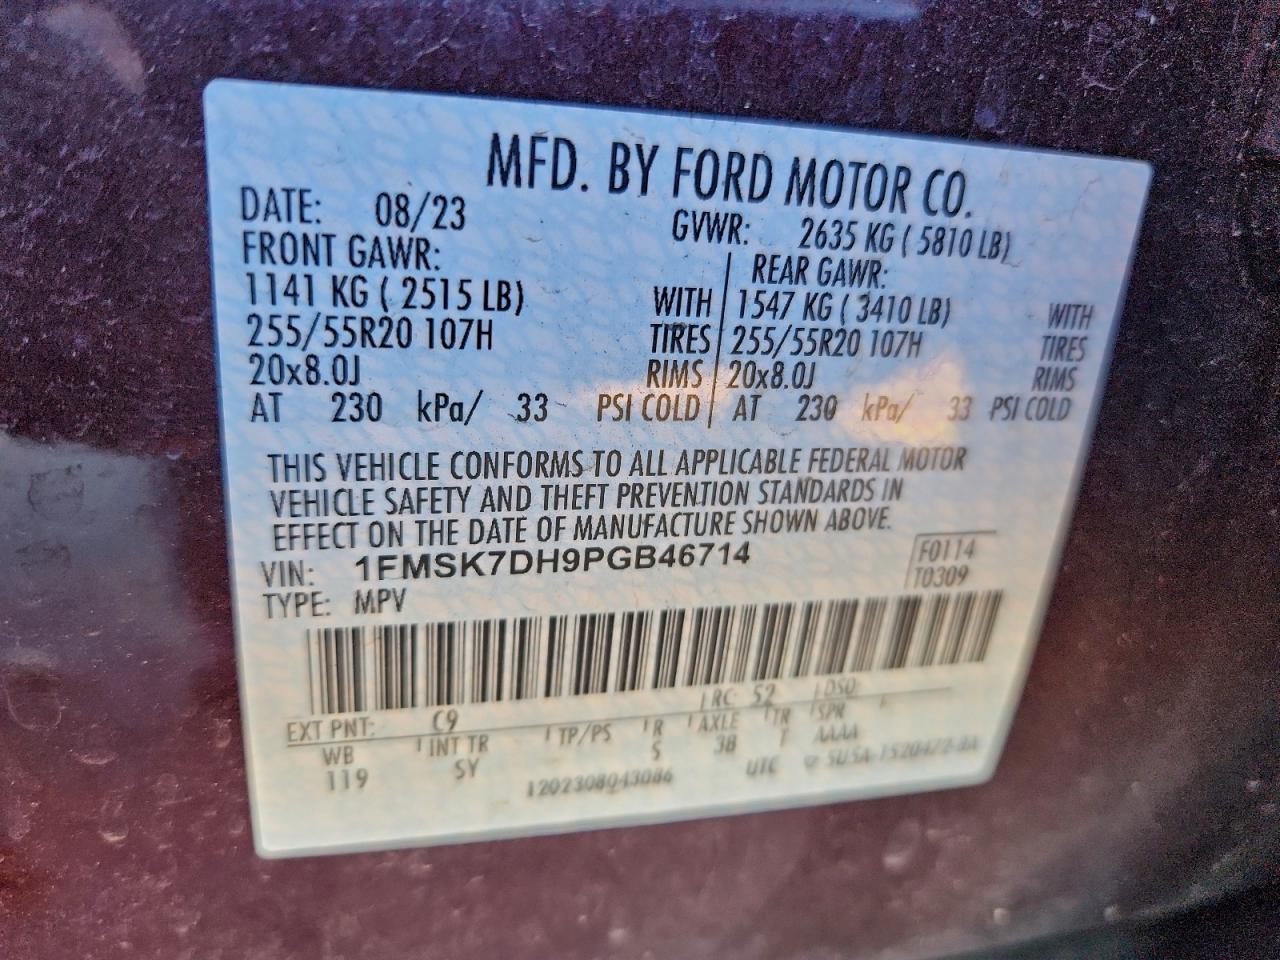 MFD. BY FORD MOTOR CO.
DATE: 08/23 GVWR: 2635 KG ( 5810 LB)
FRONT GAWR: REAR GAWR:
1141 KG ( 2515 LB) WITH 1547 KG ( 3410 LB) WITH
255/55R20 107H TIRES 255/55R20 107H TIRES
20x8.0J RIMS 20x8.0J RIMS
AT 230 kPa/ 33 PSI COLD AT 230 kPa/ 33 PSI COLD
THIS VEHICLE CONFORMS TO ALL APPLICABLE FEDERAL MOTOR
VEHICLE SAFETY AND THEFT PREVENTION STANDARDS IN
EFFECT ON THE DATE OF MANUFACTURE SHOWN ABOVE.
VIN: 1FMSK7DH9PGB46714 F0114
TYPE: MPV T0309
EXT PNT: C9 RC: 52 DSO:
WB INT TR TP/PS R AXLE TR SPR
119 SY S 38 T AAAA
1202308043086 UTC